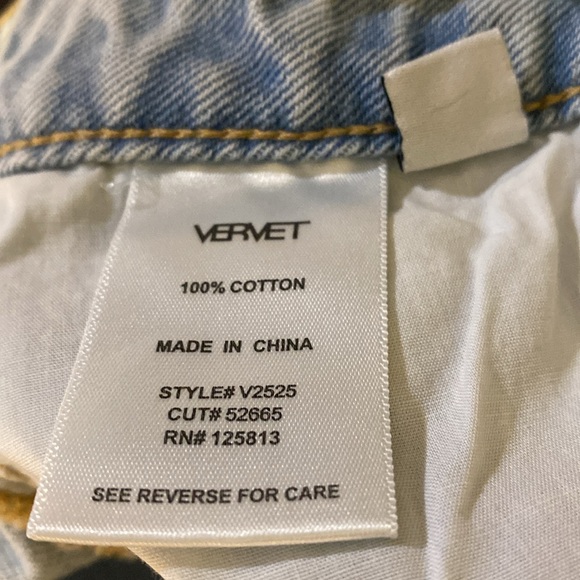 VERVET
100% COTTON
MADE IN CHINA
STYLE# V2525
CUT# 52665
RN# 125813
SEE REVERSE FOR CARE